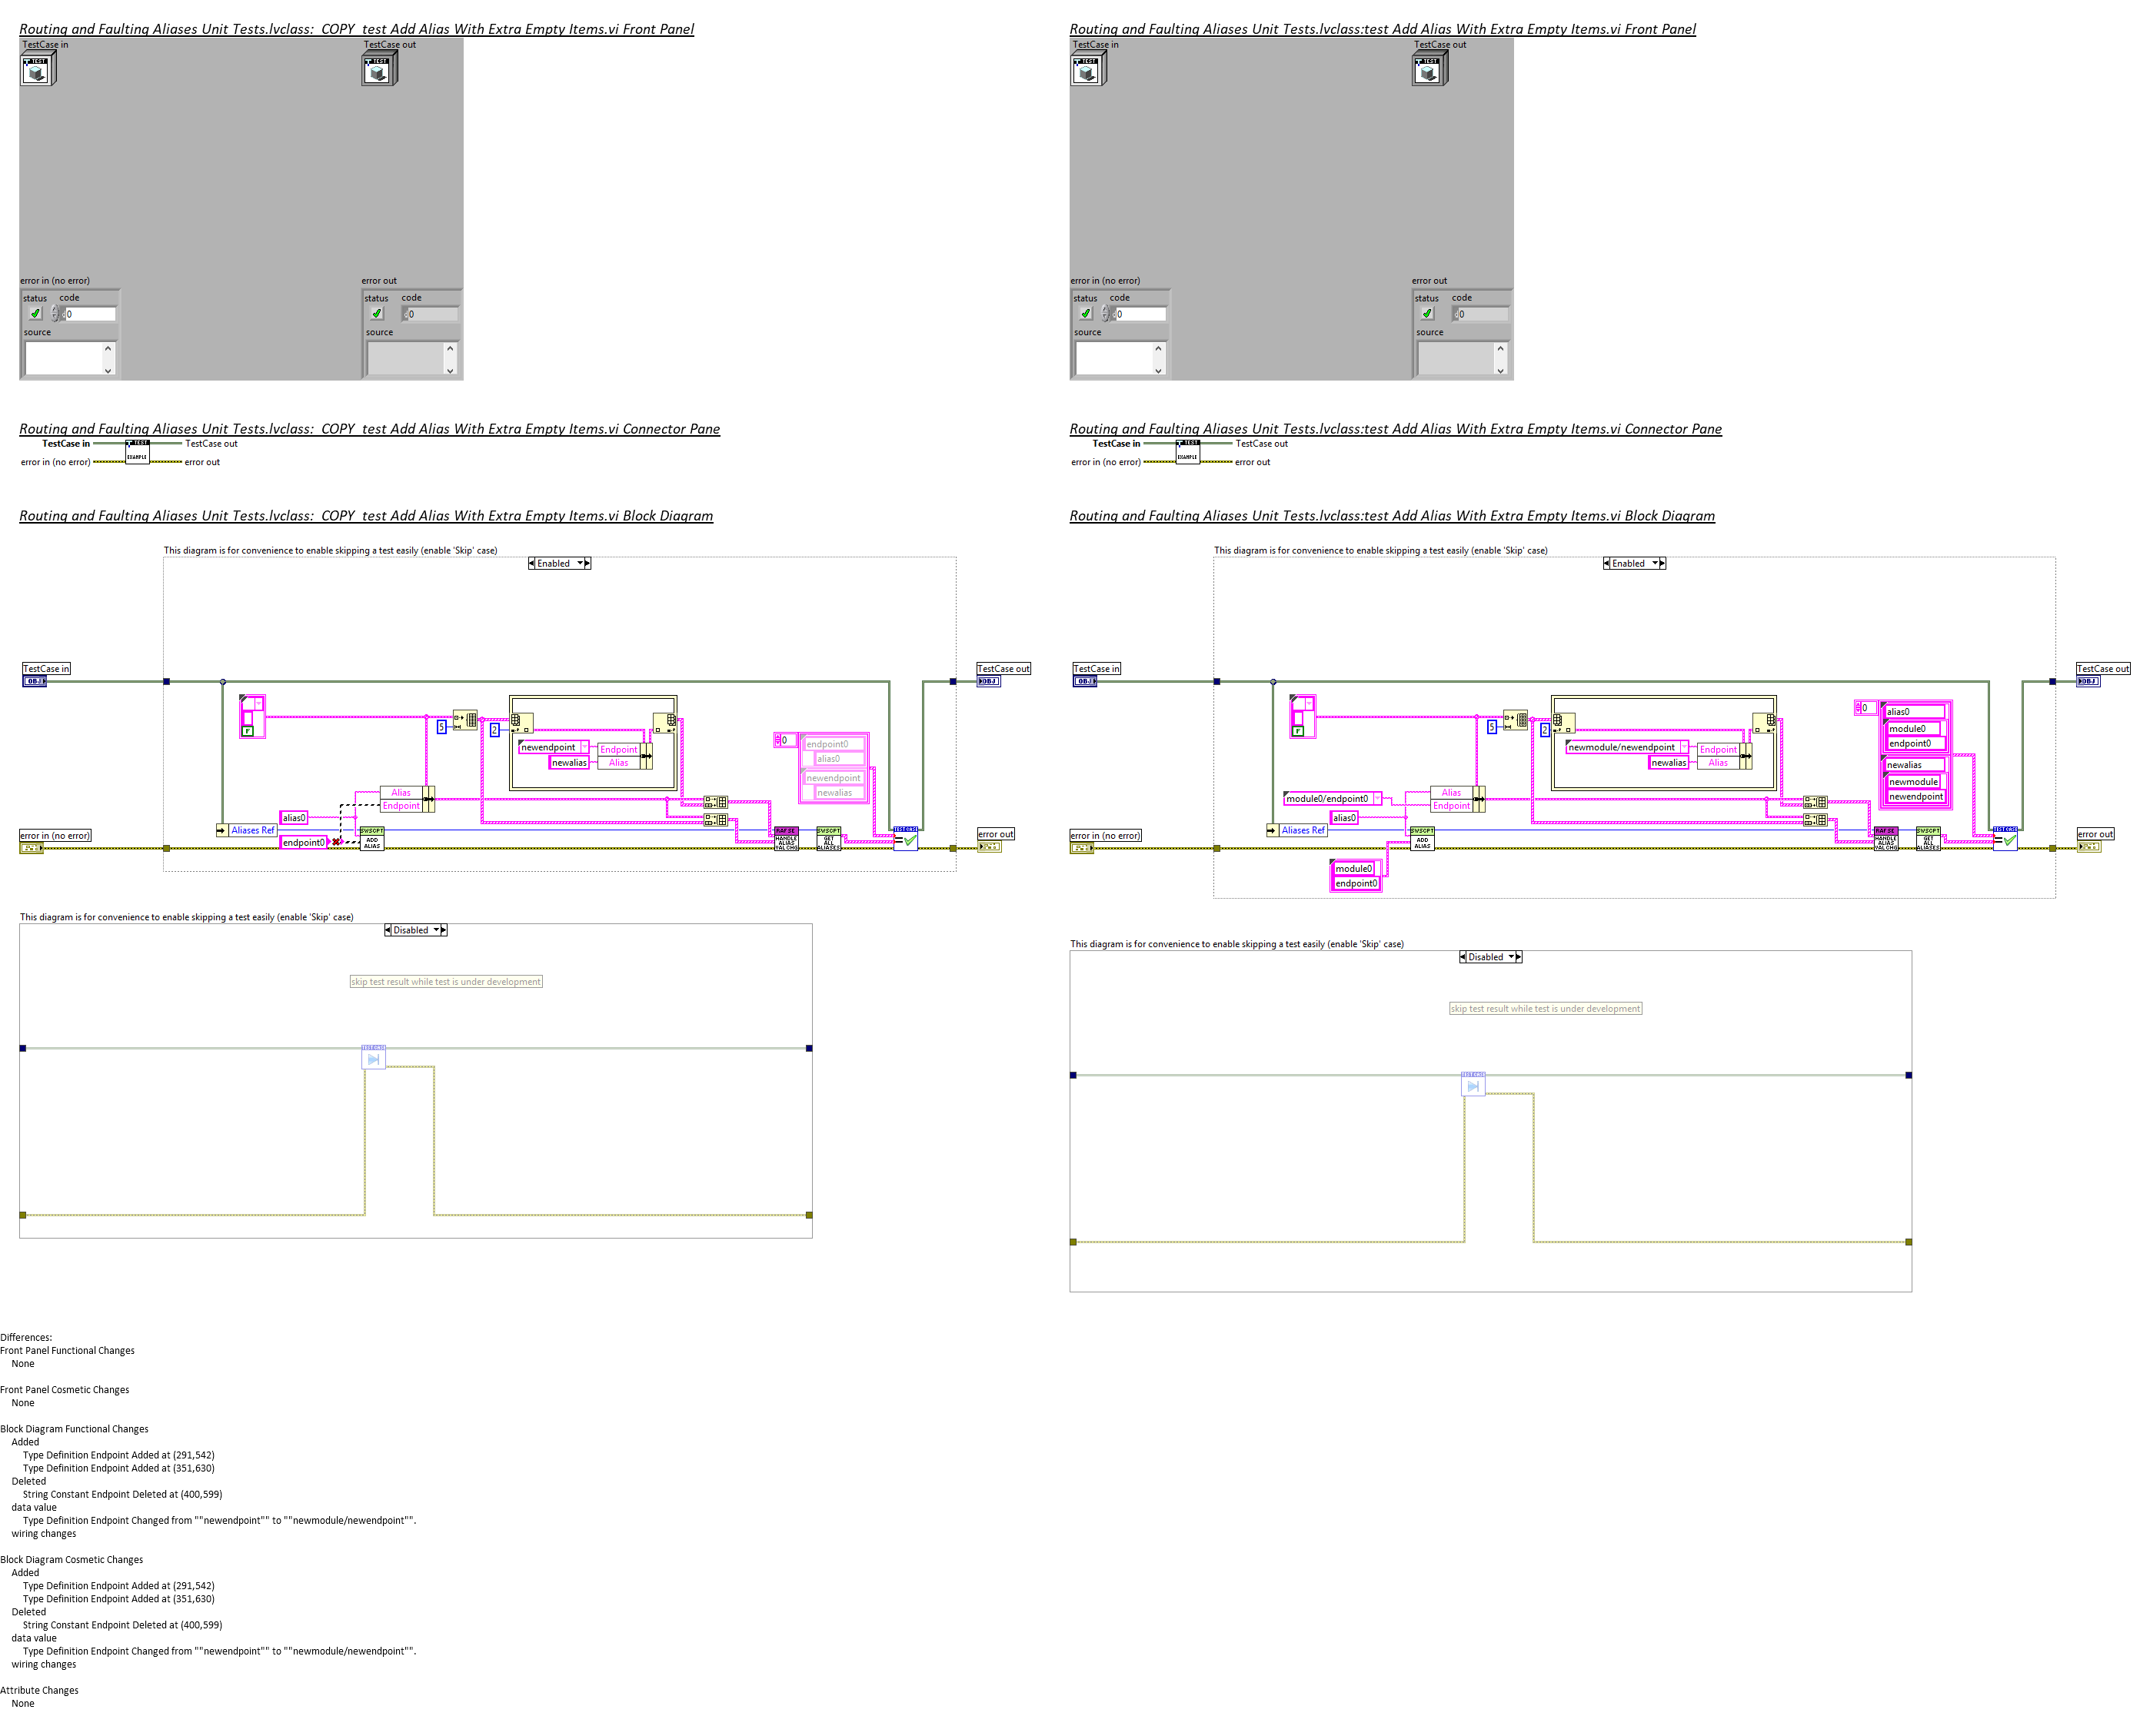 Routing and Faulting Aliases Unit Tests.lvclass:  COPY  test Add Alias With Extra Empty Items.vi Front Panel
TestCase in
TestCase out
TEST
TEST
error in (no error)
error out
status
code
0
source
status
code
0
source
Routing and Faulting Aliases Unit Tests.lvclass:  COPY  test Add Alias With Extra Empty Items.vi Connector Pane
TestCase in
TestCase out
TEST
EXAMPLE
error in (no error)
error out
Routing and Faulting Aliases Unit Tests.lvclass:  COPY  test Add Alias With Extra Empty Items.vi Block Diagram
This diagram is for convenience to enable skipping a test easily (enable 'Skip' case)
Enabled
TestCase in
OBJ
TestCase out
OBJ
F
5
2
newendpoint
Endpoint
newalias
Alias
0
endpoint0
alias0
newendpoint
newalias
Alias
Endpoint
alias0
Aliases Ref
endpoint0
SWSCPT
ADD
ALIAS
RAFSE
HANDLE
ALIAS
VAL CHG
SWSCPT
GET
ALL
ALIASES
error in (no error)
error out
This diagram is for convenience to enable skipping a test easily (enable 'Skip' case)
Disabled
skip test result while test is under development
Routing and Faulting Aliases Unit Tests.lvclass:test Add Alias With Extra Empty Items.vi Front Panel
TestCase in
TestCase out
TEST
TEST
error in (no error)
error out
status
code
0
source
status
code
0
source
Routing and Faulting Aliases Unit Tests.lvclass:test Add Alias With Extra Empty Items.vi Connector Pane
TestCase in
TestCase out
TEST
EXAMPLE
error in (no error)
error out
Routing and Faulting Aliases Unit Tests.lvclass:test Add Alias With Extra Empty Items.vi Block Diagram
This diagram is for convenience to enable skipping a test easily (enable 'Skip' case)
Enabled
TestCase in
OBJ
TestCase out
OBJ
F
5
2
newmodule/newendpoint
Endpoint
newalias
Alias
0
alias0
module0
endpoint0
newalias
newmodule
newendpoint
module0/endpoint0
Alias
Endpoint
alias0
Aliases Ref
SWSCPT
ADD
ALIAS
RAFSE
HANDLE
ALIAS
VAL CHG
SWSCPT
GET
ALL
ALIASES
module0
endpoint0
error in (no error)
error out
This diagram is for convenience to enable skipping a test easily (enable 'Skip' case)
Disabled
skip test result while test is under development
Differences:
Front Panel Functional Changes
None
Front Panel Cosmetic Changes
None
Block Diagram Functional Changes
Added
Type Definition Endpoint Added at (291,542)
Type Definition Endpoint Added at (351,630)
Deleted
String Constant Endpoint Deleted at (400,599)
data value
Type Definition Endpoint Changed from ""newendpoint"" to ""newmodule/newendpoint"".
wiring changes
Block Diagram Cosmetic Changes
Added
Type Definition Endpoint Added at (291,542)
Type Definition Endpoint Added at (351,630)
Deleted
String Constant Endpoint Deleted at (400,599)
data value
Type Definition Endpoint Changed from ""newendpoint"" to ""newmodule/newendpoint"".
wiring changes
Attribute Changes
None